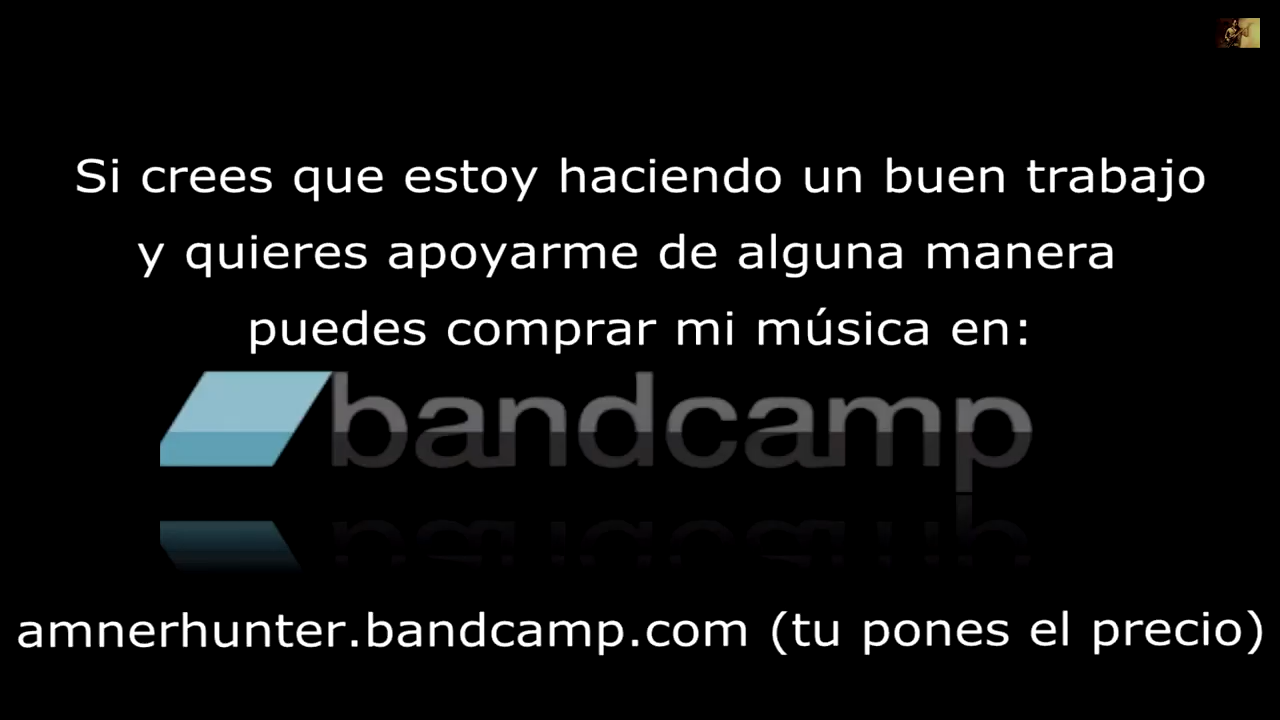 Si crees que estoy haciendo un buen trabajo
y quieres apoyarme de alguna manera
puedes comprar mi música en:
bandcamp
amnerhunter.bandcamp.com (tu pones el precio)